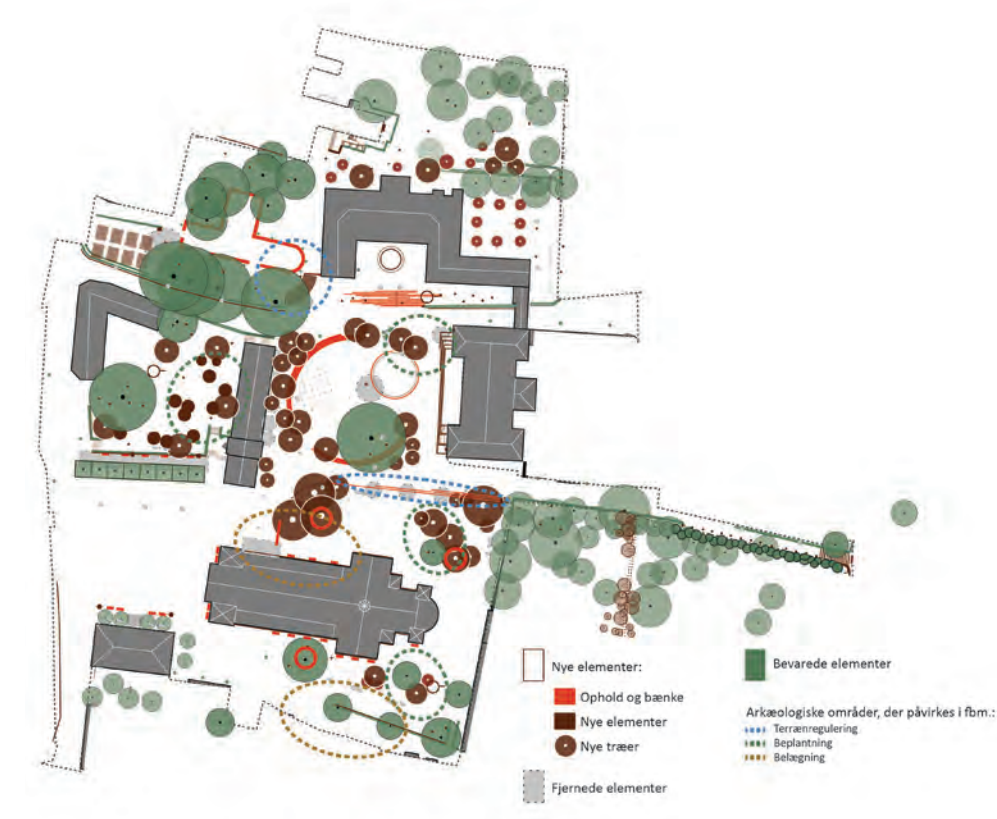 Nye elementer:
Ophold og bænke
Nye elementer
Nye træer
Fjernede elementer
Bevarede elementer
Arkæologiske områder, der påvirkes i fbm.:
Terrænregulering
Beplantning
Belægning